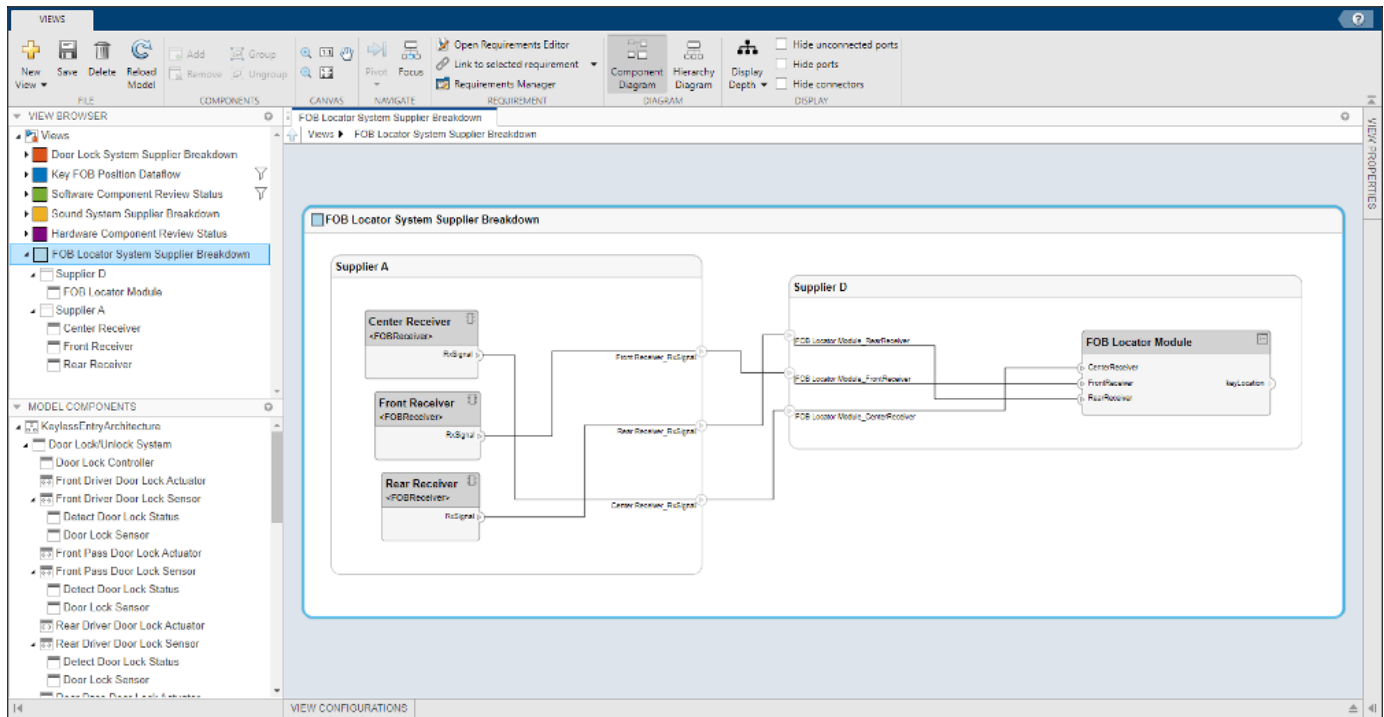 VIEWS
?
New View
Save
Delete
Reload Model
Add
Remove
Group
Ungroup
1:1
Pivot
Focus
Open Requirements Editor
Link to selected requirement
Requirements Manager
Component Diagram
Hierarchy Diagram
Display Depth
Hide unconnected ports
Hide ports
Hide connectors
FILE
COMPONENTS
CANVAS
NAVIGATE
REQUIREMENT
DIAGRAM
DISPLAY
VIEW BROWSER
Views
Door Lock System Supplier Breakdown
Key FOB Position Dataflow
Software Component Review Status
Sound System Supplier Breakdown
Hardware Component Review Status
FOB Locator System Supplier Breakdown
Supplier D
FOB Locator Module
Supplier A
Center Receiver
Front Receiver
Rear Receiver
MODEL COMPONENTS
KeylessEntryArchitecture
Door Lock/Unlock System
Door Lock Controller
Front Driver Door Lock Actuator
Front Driver Door Lock Sensor
Detect Door Lock Status
Door Lock Sensor
Front Pass Door Lock Actuator
Front Pass Door Lock Sensor
Detect Door Lock Status
Door Lock Sensor
Rear Driver Door Lock Actuator
Rear Driver Door Lock Sensor
Detect Door Lock Status
Door Lock Sensor
FOB Locator System Supplier Breakdown
Views FOB Locator System Supplier Breakdown
FOB Locator System Supplier Breakdown
Supplier A
Center Receiver
<FOBReceiver>
RxSignal
Front Receiver
<FOBReceiver>
RxSignal
Rear Receiver
<FOBReceiver>
RxSignal
Front Receiver_RxSignal
Rear Receiver_RxSignal
Center Receiver_RxSignal
Supplier D
FOB Locator Module_RearReceiver
FOB Locator Module_FrontReceiver
FOB Locator Module_CenterReceiver
FOB Locator Module
CenterReceiver
FrontReceiver
RearReceiver
keyLocation
VIEW PROPERTIES
VIEW CONFIGURATIONS